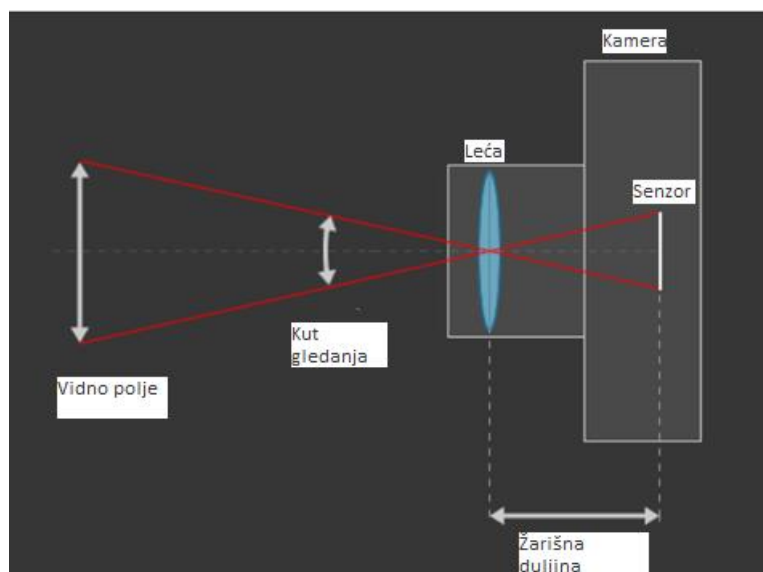 Kamera
Leća
Senzor
Kut
gledanja
Vidno polje
Žarišna
duljina